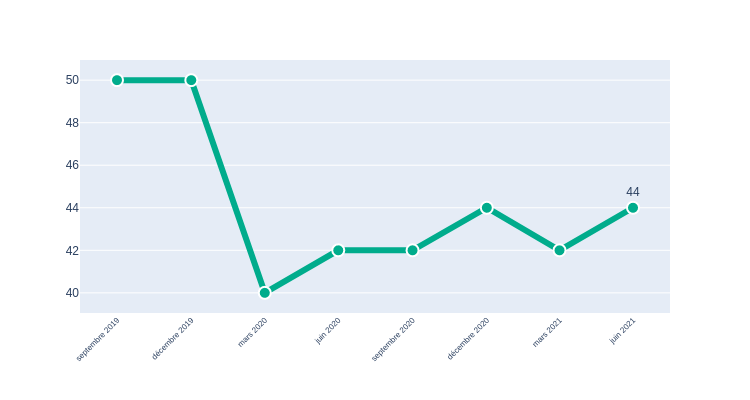 50
48
46
44
44
42
40
septembre 2019
décembre 2019
mars 2020
juin 2020
septembre 2020
décembre 2020
mars 2021
juin 2021